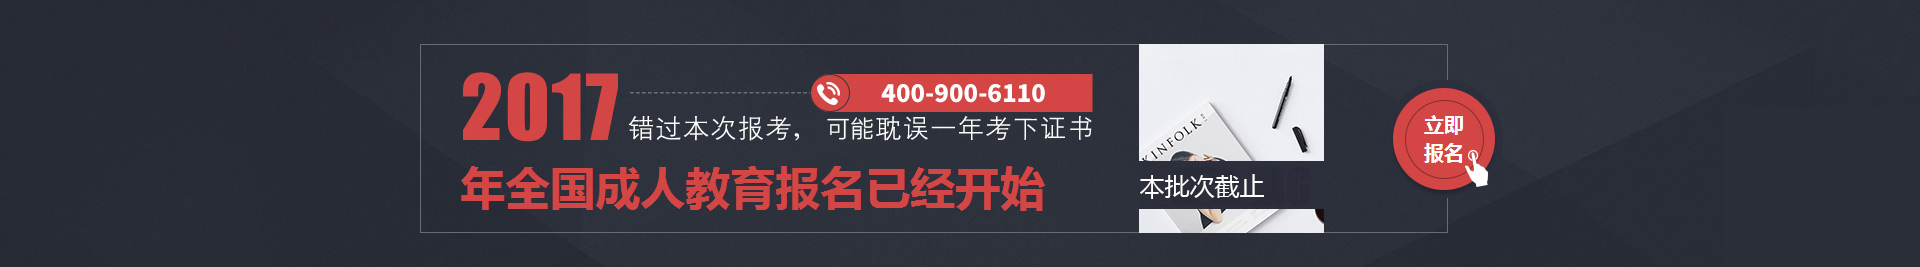 2017
400-900-6110
错过本次报考，可能耽误一年考下证书
年全国成人教育报名已经开始
KINFOLK
本批次截止
立即
报名